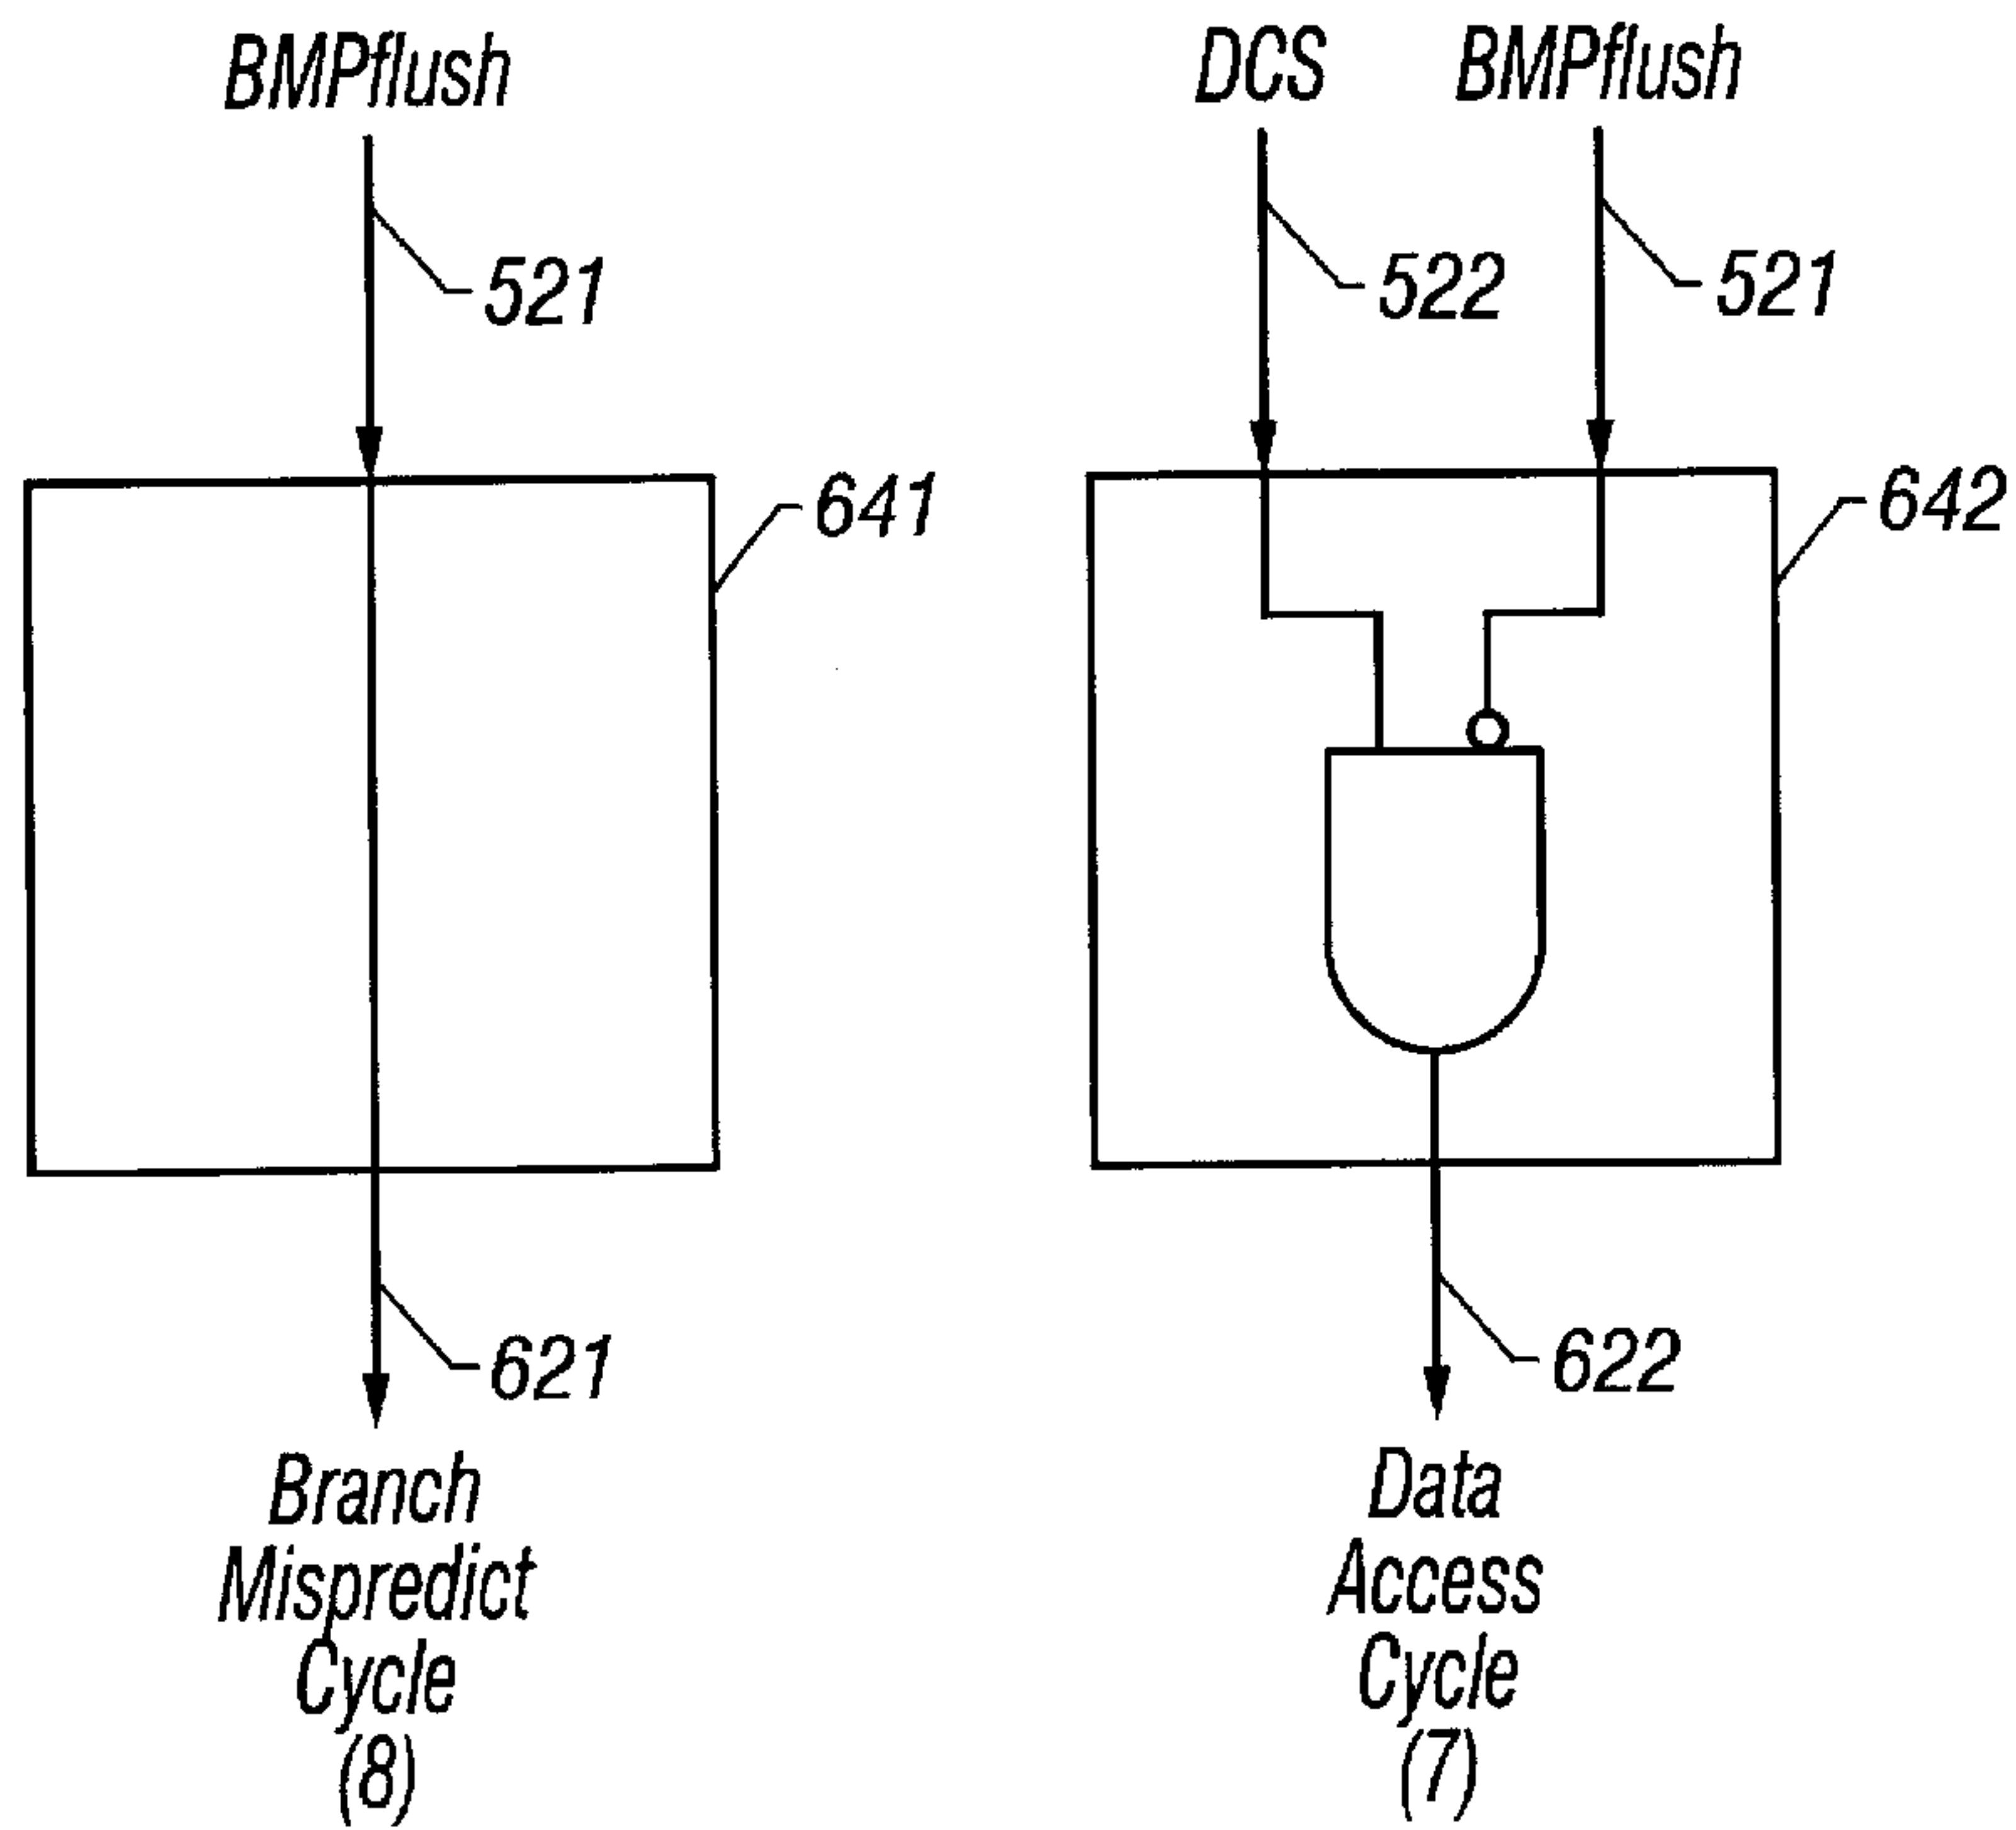 BMPflush
521
641
621
Branch
Mispredict
Cycle
(8)
DCS BMPflush
522
521
642
622
Data
Access
Cycle
(7)